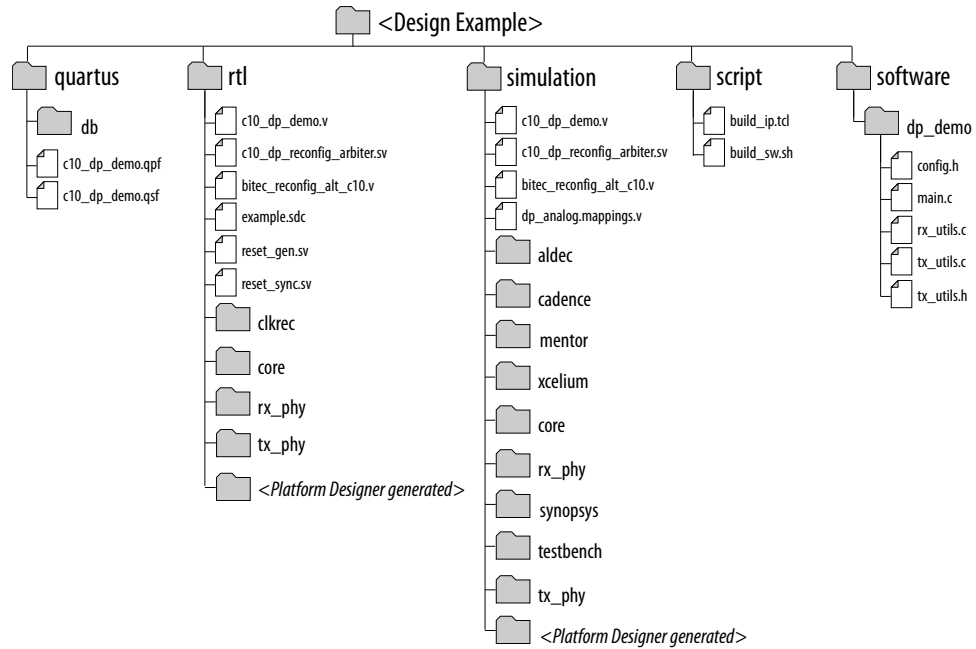 <Design Example>
quartus
db
c10_dp_demo.qpf
c10_dp_demo.qsf
rtl
c10_dp_demo.v
c10_dp_reconfig_arbiter.sv
bitec_reconfig_alt_c10.v
example.sdc
reset_gen.sv
reset_sync.sv
clkrec
core
rx_phy
tx_phy
<Platform Designer generated>
simulation
c10_dp_demo.v
c10_dp_reconfig_arbiter.sv
bitec_reconfig_alt_c10.v
dp_analog.mappings.v
aldec
cadence
mentor
xcelium
core
rx_phy
synopsys
testbench
tx_phy
<Platform Designer generated>
script
build_ip.tcl
build_sw.sh
software
dp_demo
config.h
main.c
rx_utils.c
tx_utils.c
tx_utils.h